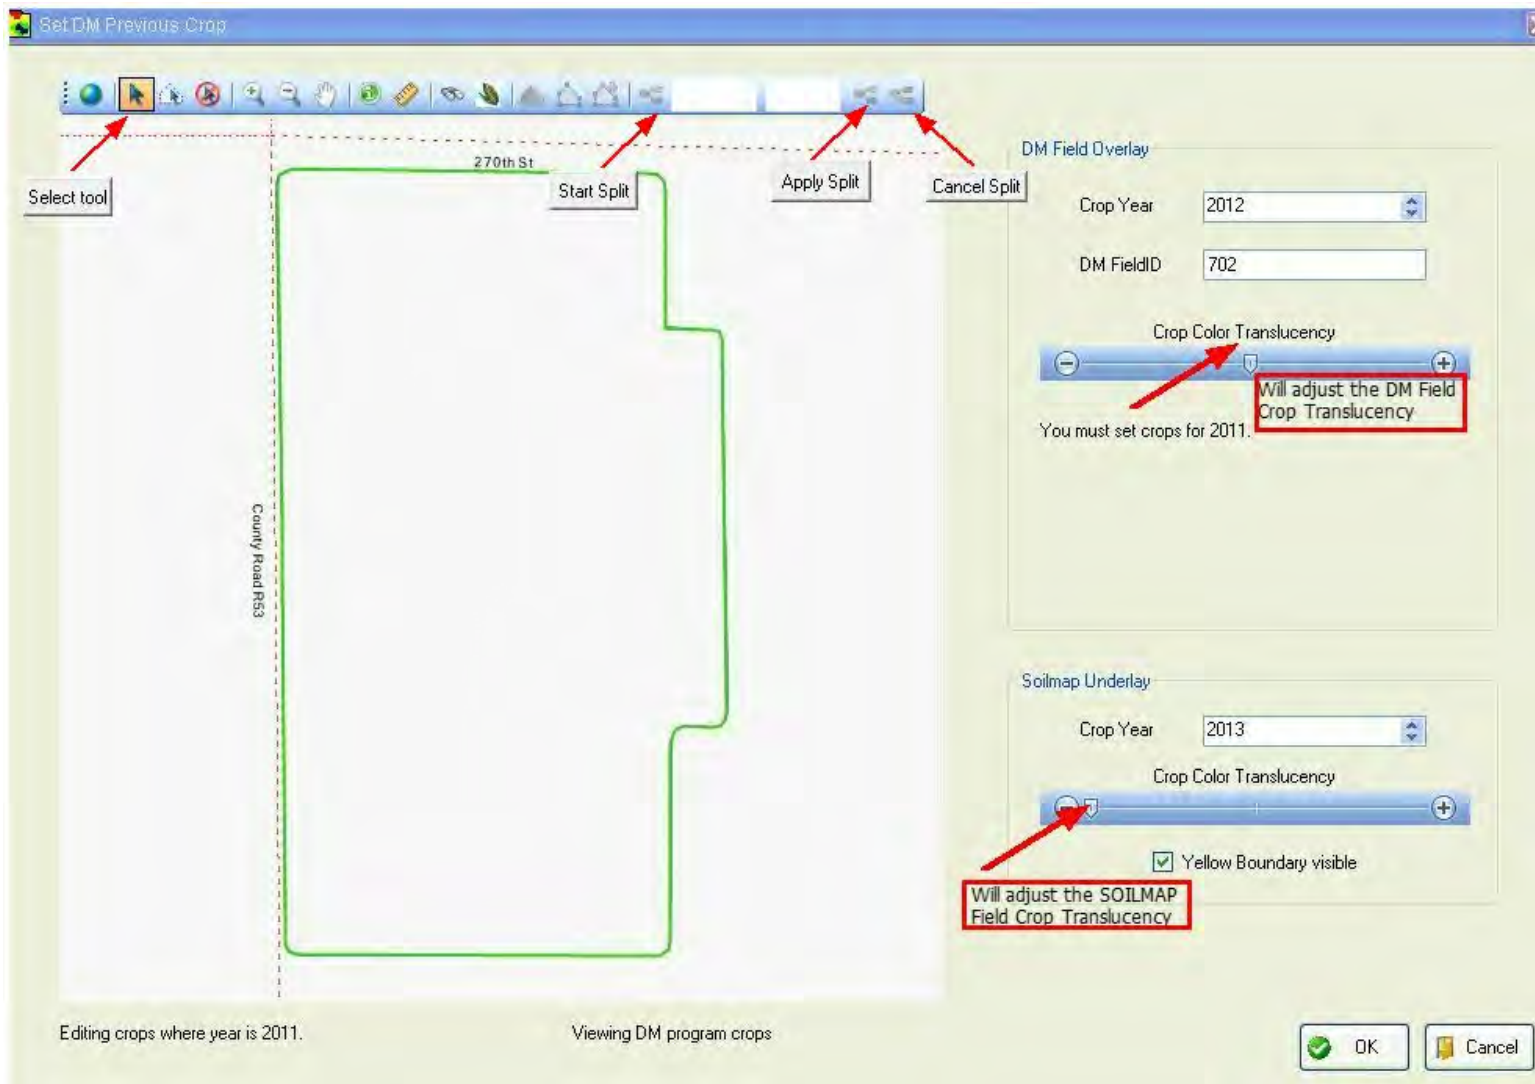 Set DM Previous Crop
270th St
Select tool
Start Split
Apply Split
Cancel Split
County Road R53
DM Field Overlay
Crop Year 2012
DM FieldID 702
Crop Color Translucency
Will adjust the DM Field
Crop Translucency
You must set crops for 2011.
Soilmap Underlay
Crop Year 2013
Crop Color Translucency
Yellow Boundary visible
Will adjust the SOILMAP
Field Crop Translucency
Editing crops where year is 2011.
Viewing DM program crops
OK
Cancel